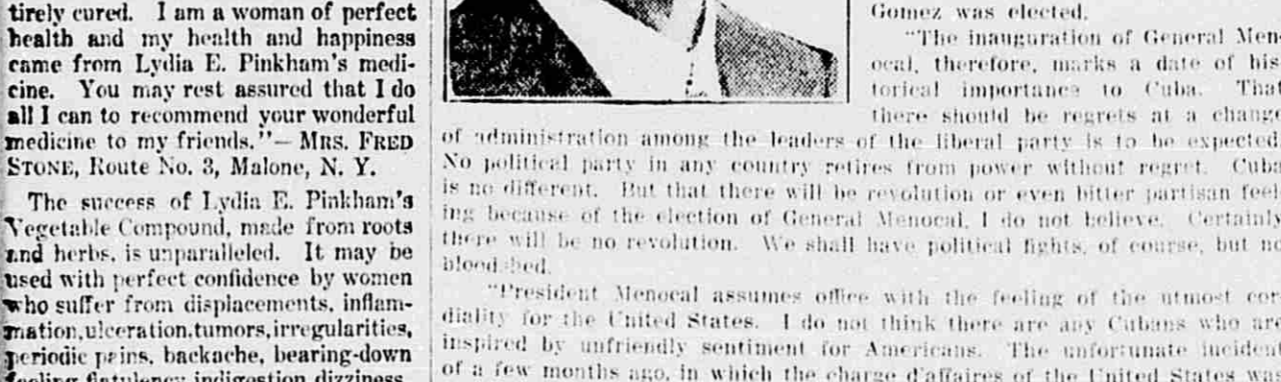 tirely cured. I am a woman of perfect
health and my health and happiness
came from Lydia E. Pinkham's medi-
cine. You may rest assured that I do
all I can to recommend your wonderful
medicine to my friends."—MRS. FRED
STONE, Route No. 3, Malone, N. Y.
The success of Lydia E. Pinkham's
Vegetable Compound, made from roots
and herbs, is unparalleled. It may be
used with perfect confidence by women
who suffer from displacements, inflam-
mation, ulceration, tumors, irregularities,
periodic pains, backache, bearing-down
feeling, flatulency, indigestion, dizziness
Gomez was elected.
"The inauguration of General Men-
ocal, therefore, marks a date of his
torical importance to Cuba. That
there should be regrets at a change
of administration among the leaders of the liberal party is to be expected.
No political party in any country retires from power without regret. Cuba
is no different. But that there will be revolution or even bitter partisan feel
ing because of the election of General Menocal, I do not believe. Certainly
there will be no revolution. We shall have political fights, of course, but no
bloodshed.
"President Menocal assumes office with the feeling of the utmost cor
diality for the United States. I do not think there are any Cubans who are
inspired by unfriendly sentiment for Americans. The unfortunate incident
of a few months ago, in which the charge d'affaires of the United States was